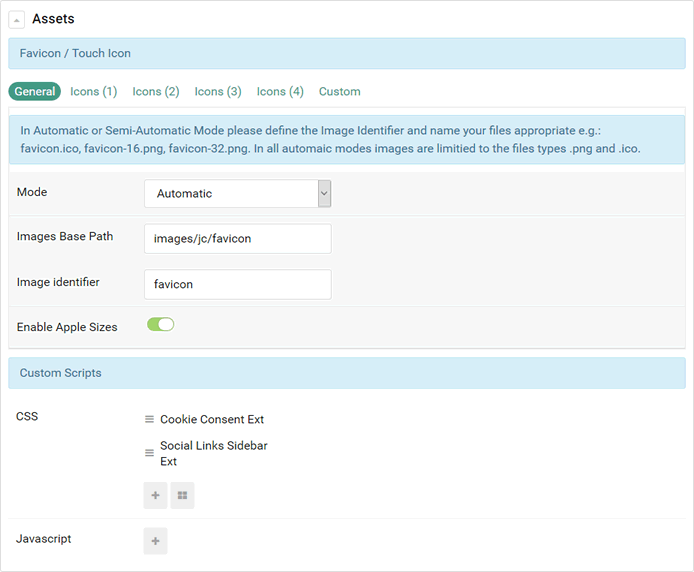 Assets
Favicon / Touch Icon
General Icons (1) Icons (2) Icons (3) Icons (4) Custom
In Automatic or Semi-Automatic Mode please define the Image Identifier and name your files appropriate e.g.:
favicon.ico, favicon-16.png, favicon-32.png. In all automaic modes images are limitied to the files types .png and .ico.
Mode Automatic
Images Base Path images/jc/favicon
Image identifier favicon
Enable Apple Sizes
Custom Scripts
CSS Cookie Consent Ext
Social Links Sidebar
Ext
Javascript